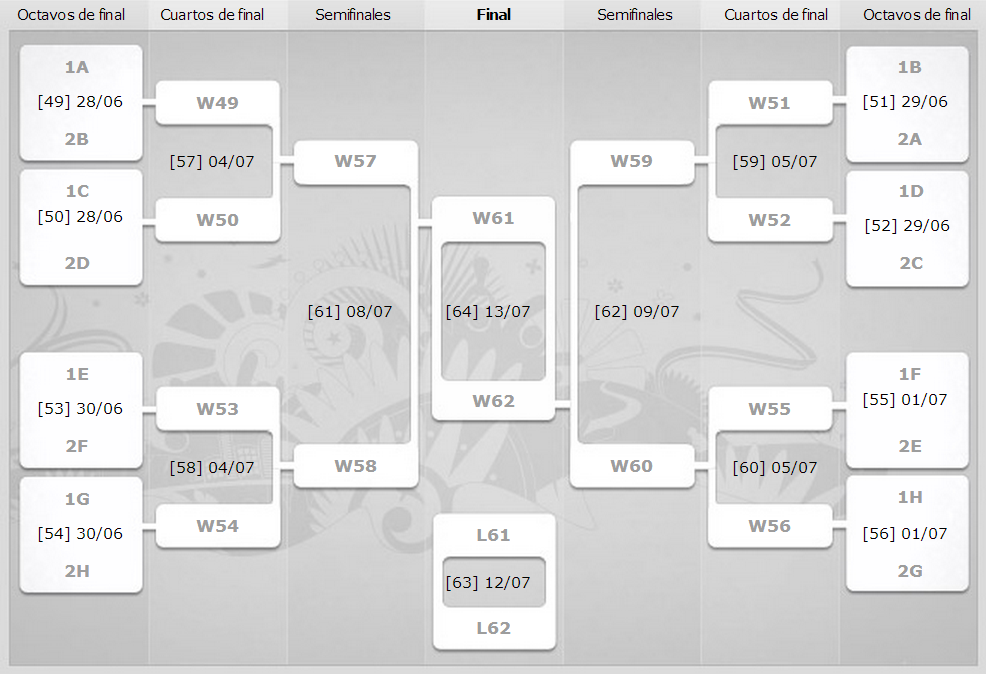 Octavos de final
Cuartos de final
Semifinales
Final
Semifinales
Cuartos de final
Octavos de final
1A
[49] 28/06
2B
1C
[50] 28/06
2D
1E
[53] 30/06
2F
1G
[54] 30/06
2H
W49
[57] 04/07
W50
W53
[58] 04/07
W54
W57
[61] 08/07
W58
W61
[64] 13/07
W62
L61
[63] 12/07
L62
W59
[62] 09/07
W60
W51
[59] 05/07
W52
W55
[60] 05/07
W56
1B
[51] 29/06
2A
1D
[52] 29/06
2C
1F
[55] 01/07
2E
1H
[56] 01/07
2G